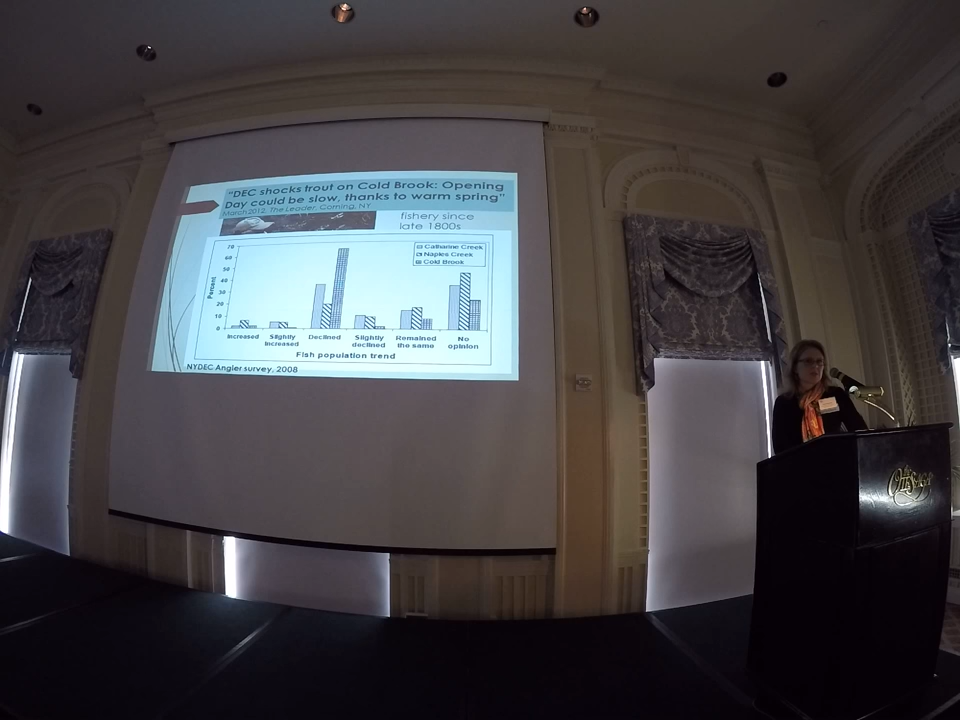 "DEC shocks trout on Cold Brook: Opening
Day could be slow, thanks to warm spring"
March 2012, The Leader, Corning, NY
fishery since
late 1800s
Catharine Creek
Naples Creek
Cold Brook
70
60
50
40
30
20
10
0
Percent
Increased
Slightly
increased
Declined
Slightly
declined
Remained
the same
No
opinion
Fish population trend
NYDEC Angler survey, 2008
The
OTESAGA